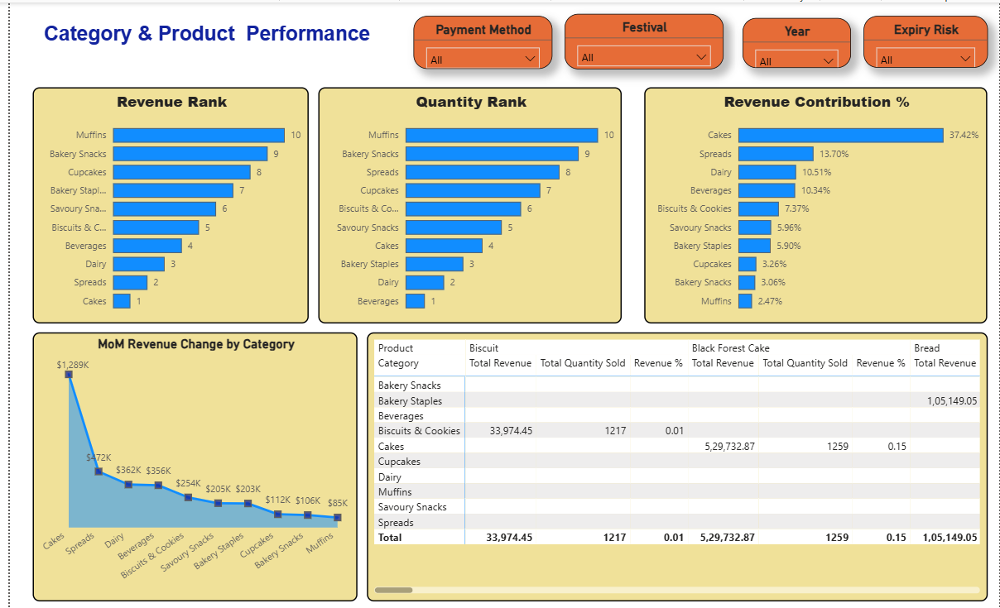 Category & Product  Performance
Payment Method
All
Festival
All
Year
All
Expiry Risk
All
Revenue Rank
Muffins 10
Bakery Snacks 9
Cupcakes 8
Bakery Stapl... 7
Savoury Sna... 6
Biscuits & C... 5
Beverages 4
Dairy 3
Spreads 2
Cakes 1
Quantity Rank
Muffins 10
Bakery Snacks 9
Spreads 8
Cupcakes 7
Biscuits & Co... 6
Savoury Snacks 5
Cakes 4
Bakery Staples 3
Dairy 2
Beverages 1
Revenue Contribution %
Cakes 37.42%
Spreads 13.70%
Dairy 10.51%
Beverages 10.34%
Biscuits & Cookies 7.37%
Savoury Snacks 5.96%
Bakery Staples 5.90%
Cupcakes 3.26%
Bakery Snacks 3.06%
Muffins 2.47%
MoM Revenue Change by Category
$1,289K
$472K
$362K
$356K
$254K
$205K
$203K
$112K
$106K
$85K
Cakes
Spreads
Dairy
Beverages
Biscuits & Cookies
Savoury Snacks
Bakery Staples
Cupcakes
Bakery Snacks
Muffins
Product Biscuit Black Forest Cake Bread
Category Total Revenue Total Quantity Sold Revenue % Total Revenue Total Quantity Sold Revenue % Total Revenue
Bakery Snacks
Bakery Staples 1,05,149.05
Beverages
Biscuits & Cookies 33,974.45 1217 0.01
Cakes 5,29,732.87 1259 0.15
Cupcakes
Dairy
Muffins
Savoury Snacks
Spreads
Total 33,974.45 1217 0.01 5,29,732.87 1259 0.15 1,05,149.05